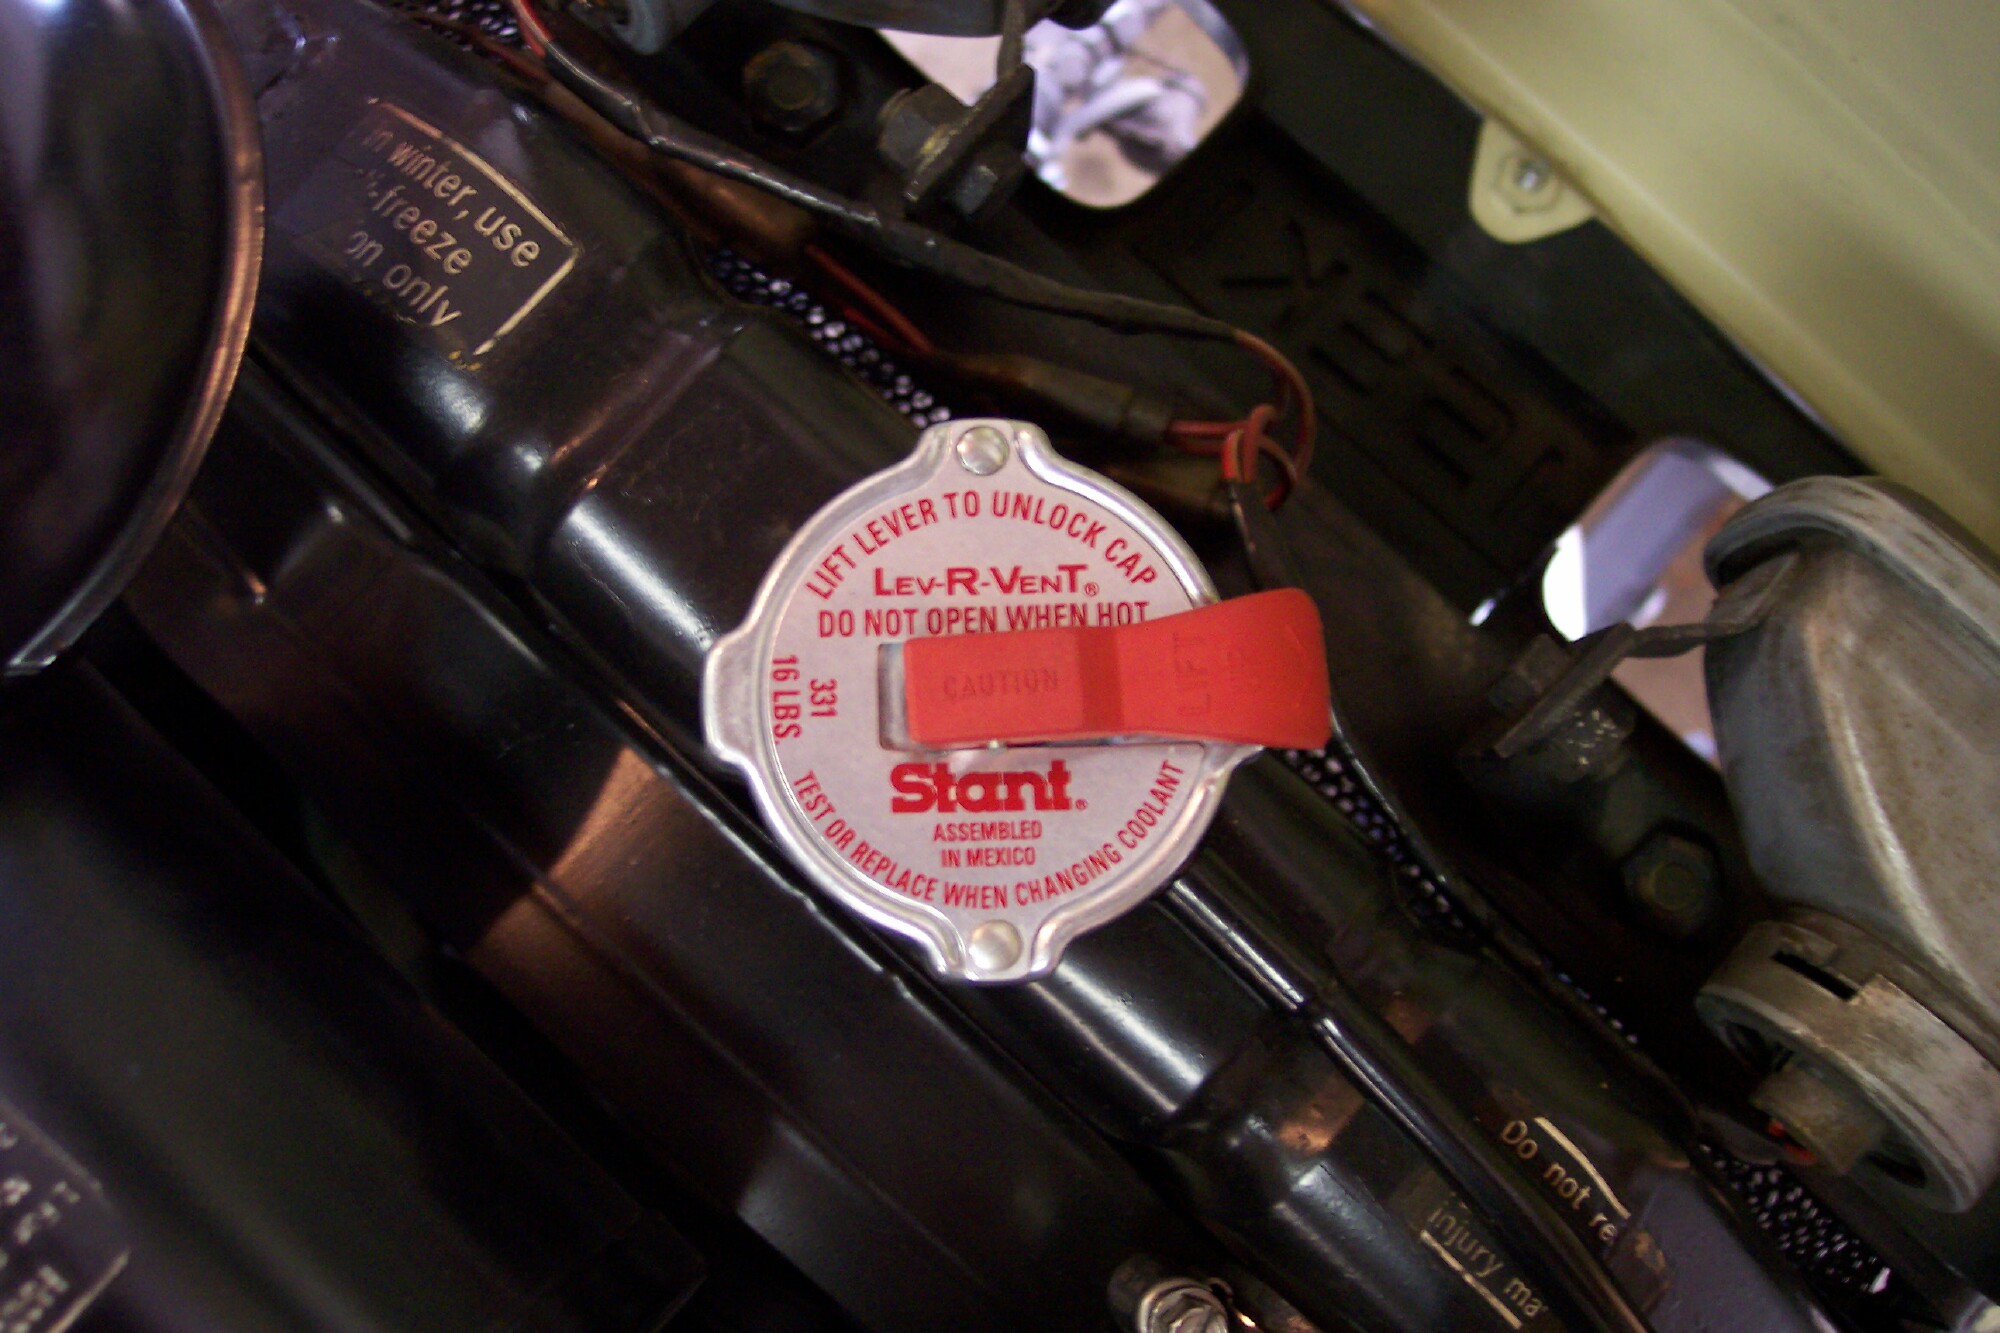 in winter, use
freeze
on only
LIFT LEVER TO UNLOCK CAP
LEV-R-VENT®
DO NOT OPEN WHEN HOT
CAUTION
LIFT
331
16 LBS.
Stant®
ASSEMBLED
IN MEXICO
TEST OR REPLACE WHEN CHANGING COOLANT
Do not re
injury ma